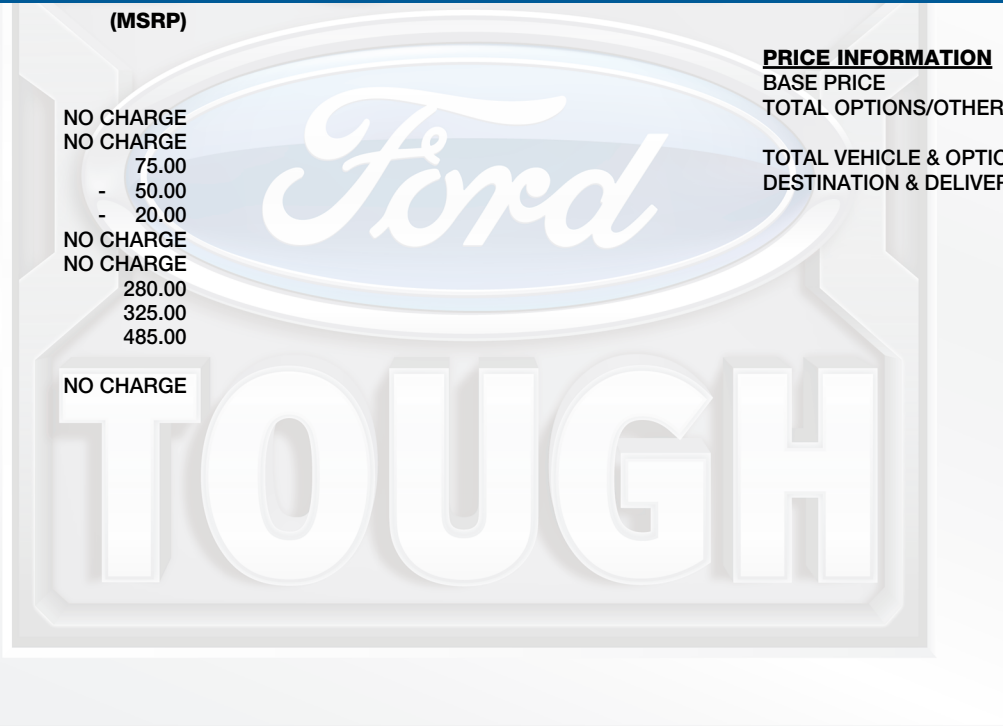 (MSRP)
NO CHARGE
NO CHARGE
75.00
- 50.00
- 20.00
NO CHARGE
NO CHARGE
280.00
325.00
485.00
NO CHARGE
PRICE INFORMATION
BASE PRICE
TOTAL OPTIONS/OTHER
TOTAL VEHICLE & OPTIO
DESTINATION & DELIVER
Ford
TOUGH